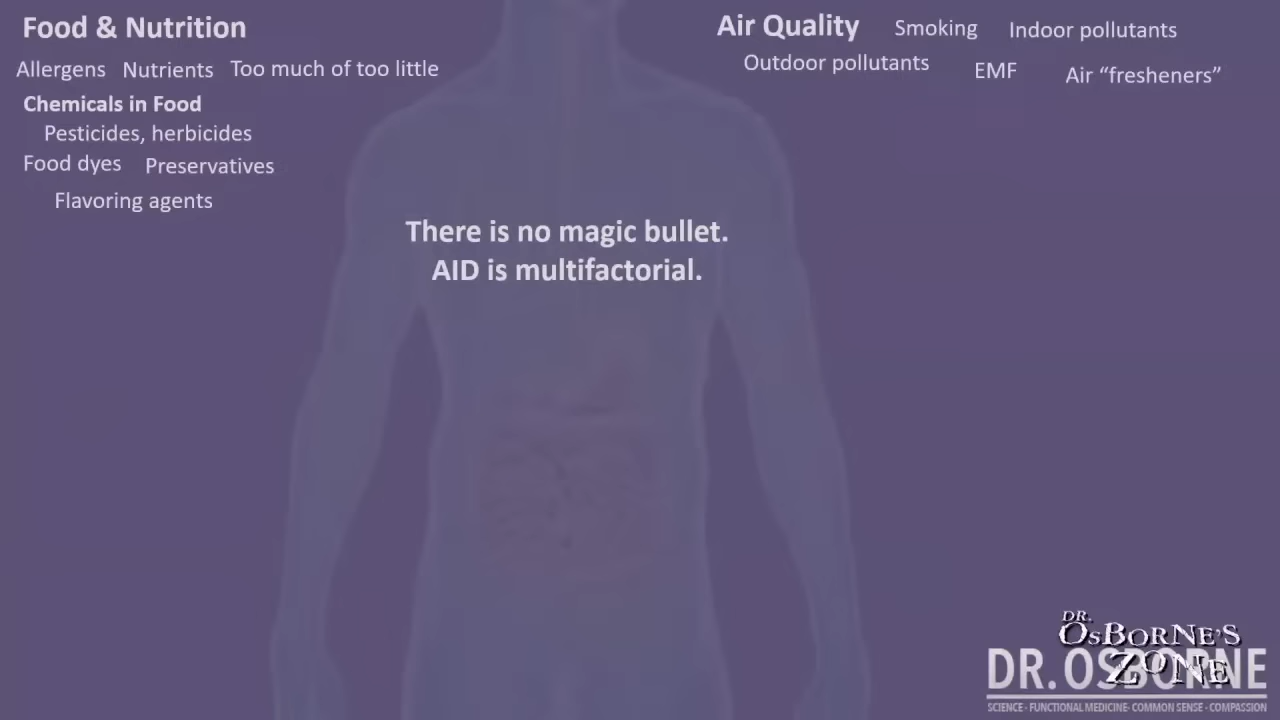 Food & Nutrition
Allergens Nutrients Too much of too little
Chemicals in Food
Pesticides, herbicides
Food dyes Preservatives
Flavoring agents
Air Quality Smoking Indoor pollutants
Outdoor pollutants EMF Air “fresheners”
There is no magic bullet.
AID is multifactorial.
DR.
OSBORNE'S
ZONE
DR. OSBORNE
SCIENCE - FUNCTIONAL MEDICINE - COMMON SENSE - COMPASSION